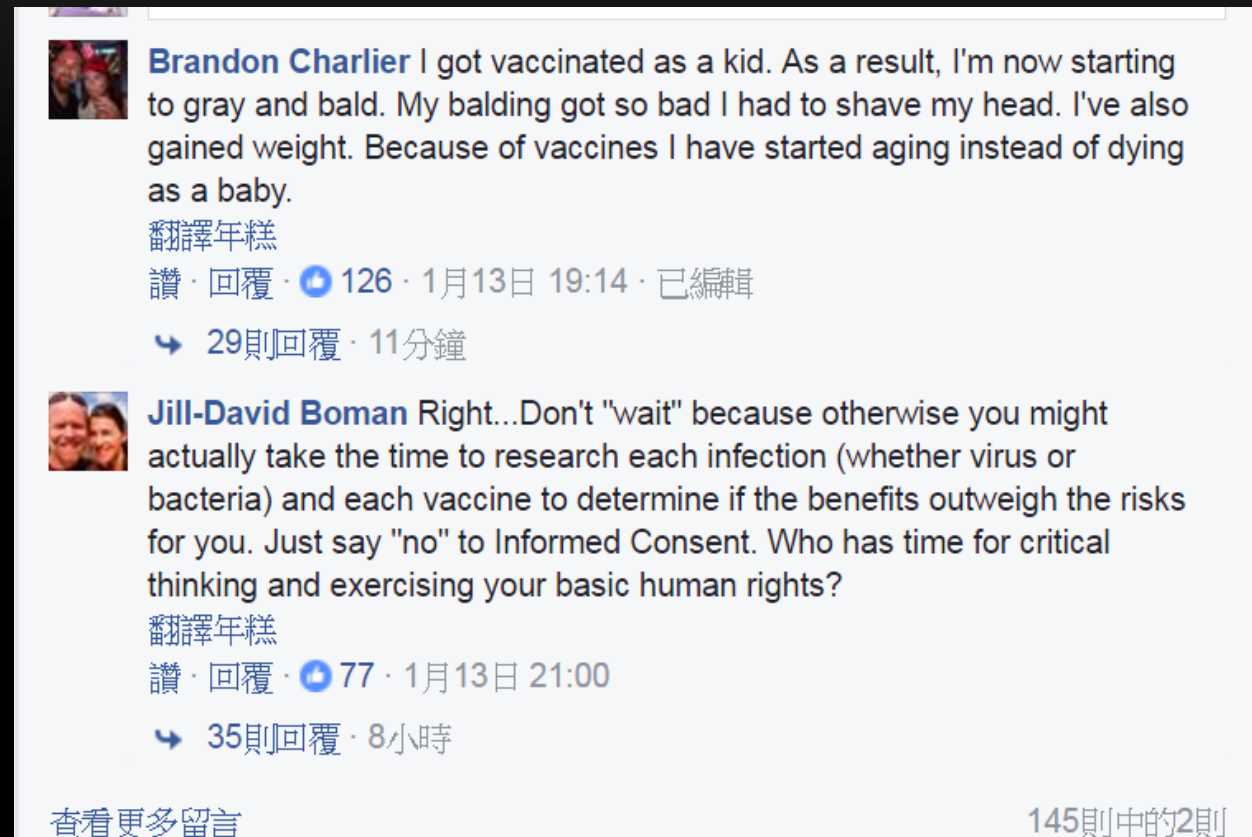 Brandon Charlier I got vaccinated as a kid. As a result, I'm now starting
to gray and bald. My balding got so bad I had to shave my head. I've also
gained weight. Because of vaccines I have started aging instead of dying
as a baby.
翻譯年糕
讚 · 回覆 · 126 · 1月13日 19:14 · 已編輯
29則回覆 · 11分鐘
Jill-David Boman Right...Don't "wait" because otherwise you might
actually take the time to research each infection (whether virus or
bacteria) and each vaccine to determine if the benefits outweigh the risks
for you. Just say "no" to Informed Consent. Who has time for critical
thinking and exercising your basic human rights?
翻譯年糕
讚 · 回覆 · 77 · 1月13日 21:00
35則回覆 · 8小時
查看更多留言
145則中的2則